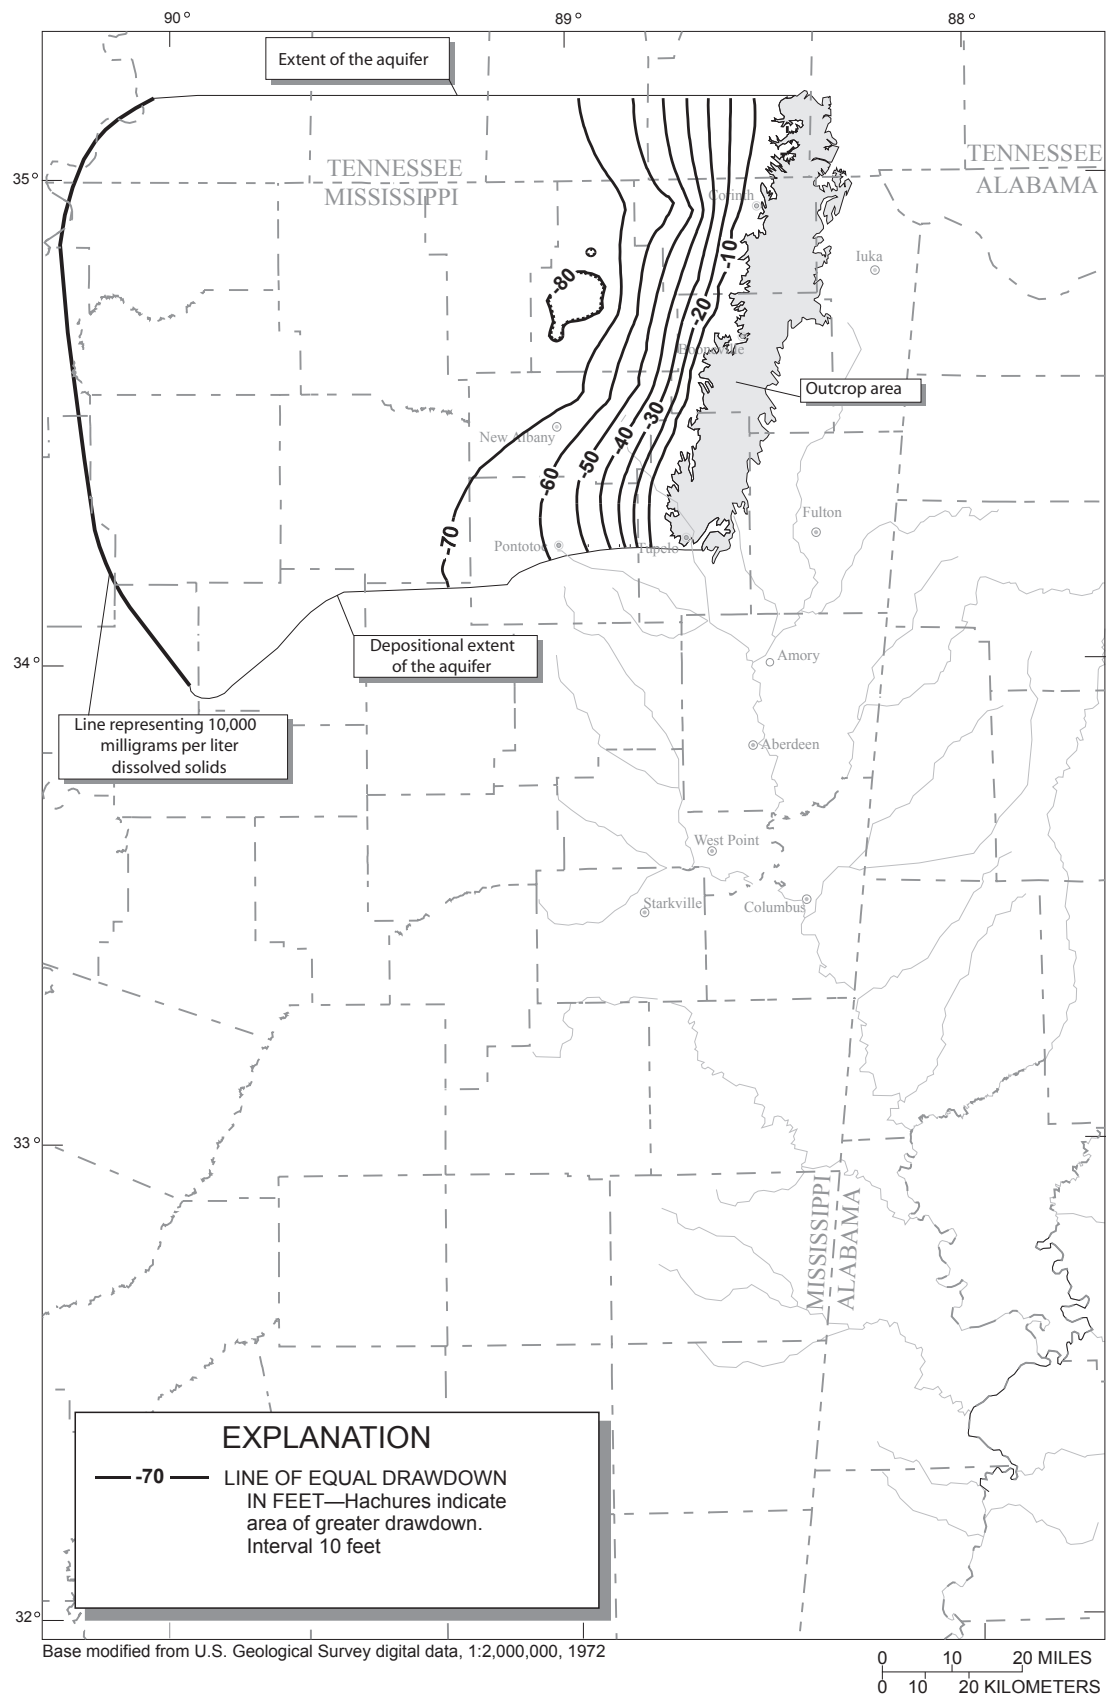 90°
89°
88°
Extent of the aquifer
35°
TENNESSEE
MISSISSIPPI
TENNESSEE
ALABAMA
Corinth
Iuka
-10
-80
-20
Booneville
Outcrop area
-30
-40
New Albany
-50
-60
Fulton
-70
Pontotoc
Tupelo
34°
Depositional extent
of the aquifer
Amory
Line representing 10,000
milligrams per liter
dissolved solids
Aberdeen
West Point
Starkville
Columbus
33°
MISSISSIPPI
ALABAMA
EXPLANATION
-70 LINE OF EQUAL DRAWDOWN
IN FEET—Hachures indicate
area of greater drawdown.
Interval 10 feet
32°
Base modified from U.S. Geological Survey digital data, 1:2,000,000, 1972
0 10 20 MILES
0 10 20 KILOMETERS